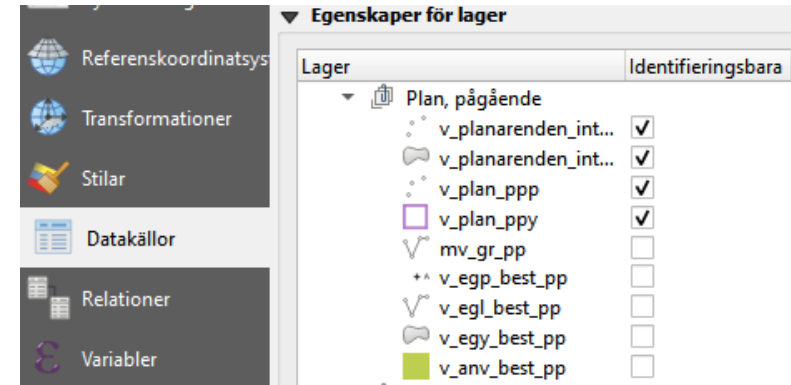 Egenskaper för lager
Referenskoordinatsys
Transformationer
Stilar
Datakällor
Relationer
Variabler
Lager Identifieringsbara
Plan, pågående
v_planarenden_int...
v_planarenden_int...
v_plan_ppp
v_plan_ppy
mv_gr_pp
v_egp_best_pp
v_egl_best_pp
v_egy_best_pp
v_anv_best_pp